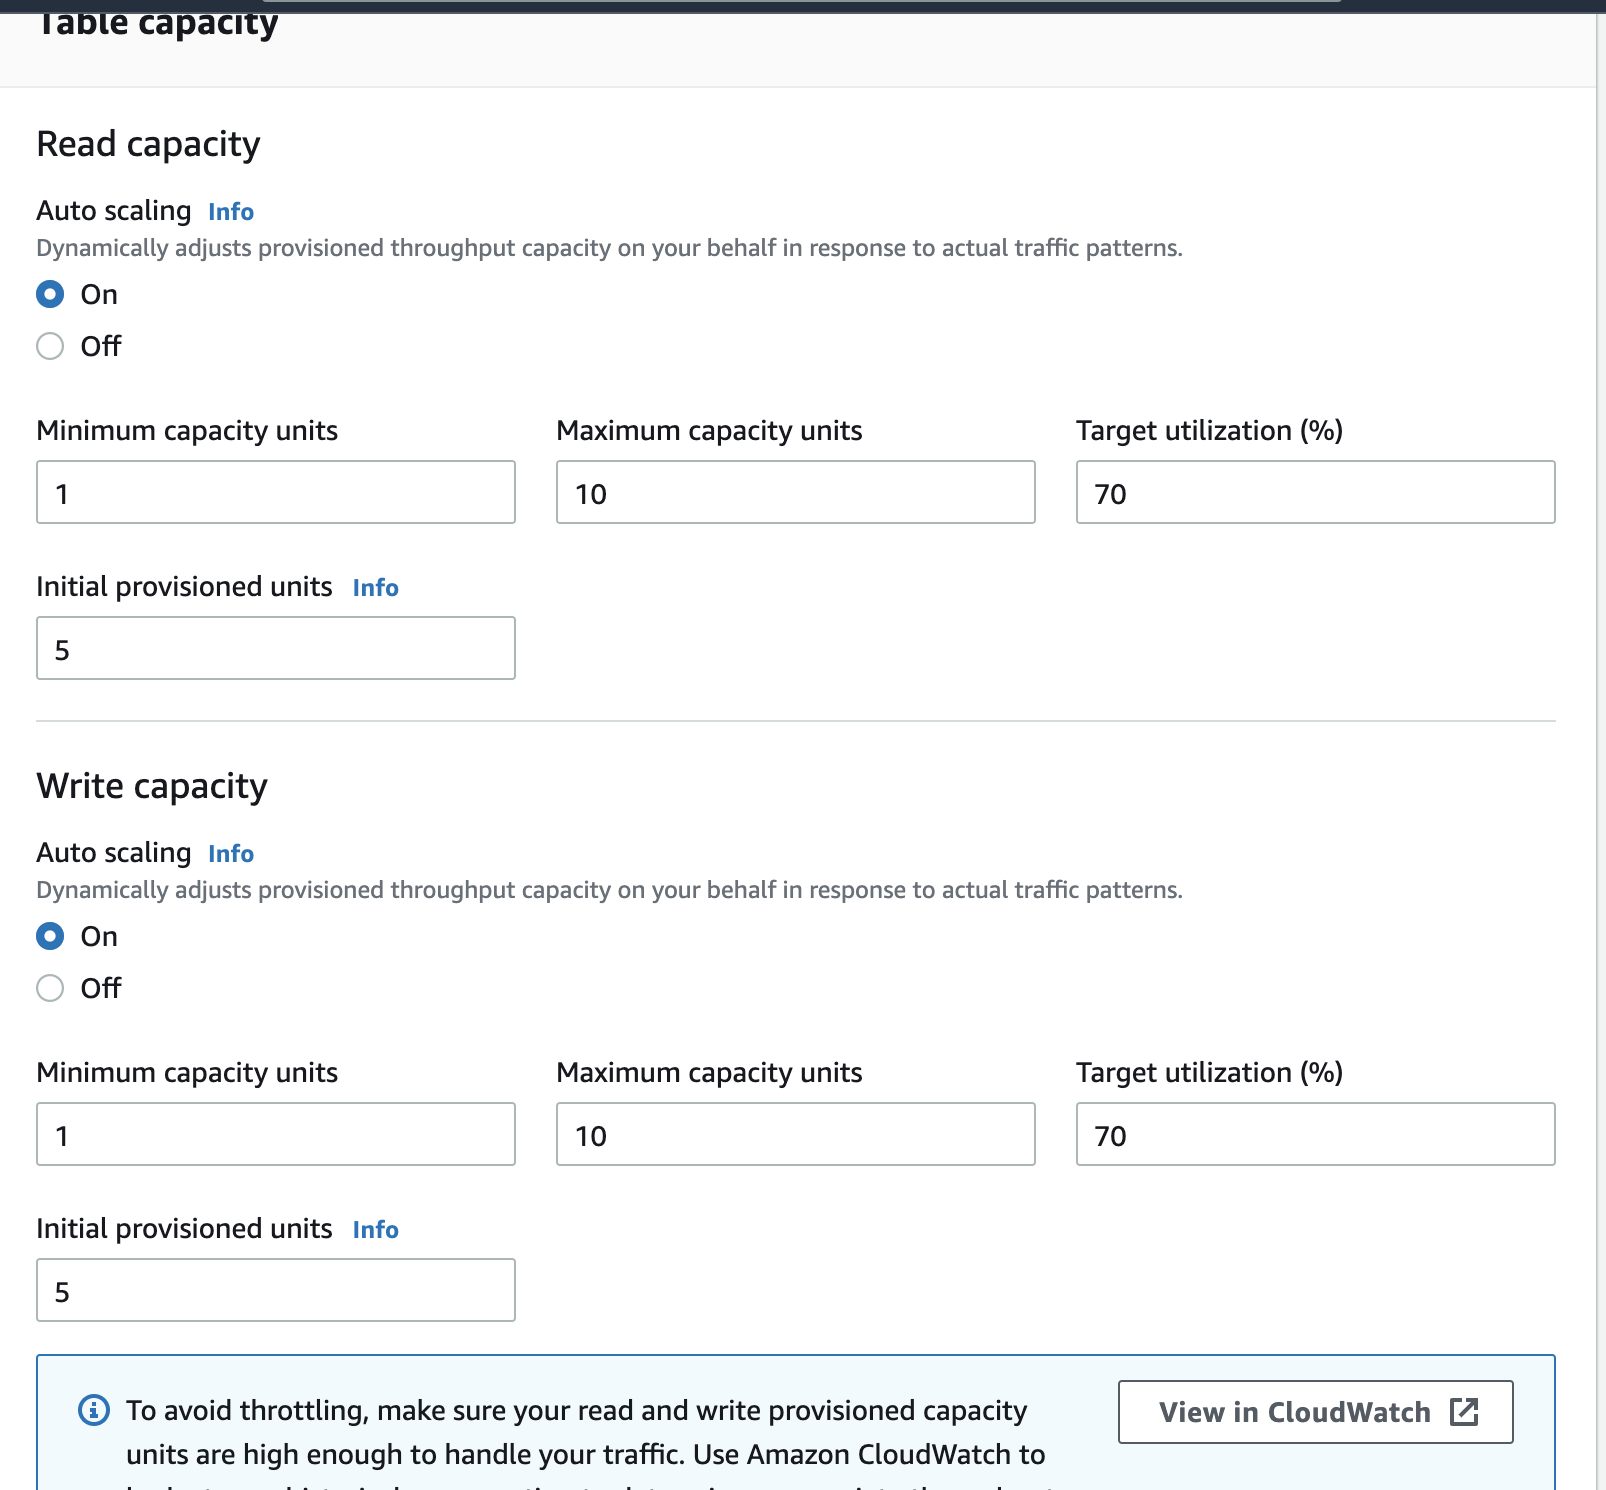 Table capacity
Read capacity
Auto scaling Info
Dynamically adjusts provisioned throughput capacity on your behalf in response to actual traffic patterns.
On
Off
Minimum capacity units Maximum capacity units Target utilization (%)
1 10 70
Initial provisioned units Info
5
Write capacity
Auto scaling Info
Dynamically adjusts provisioned throughput capacity on your behalf in response to actual traffic patterns.
On
Off
Minimum capacity units Maximum capacity units Target utilization (%)
1 10 70
Initial provisioned units Info
5
To avoid throttling, make sure your read and write provisioned capacity View in CloudWatch
units are high enough to handle your traffic. Use Amazon CloudWatch to